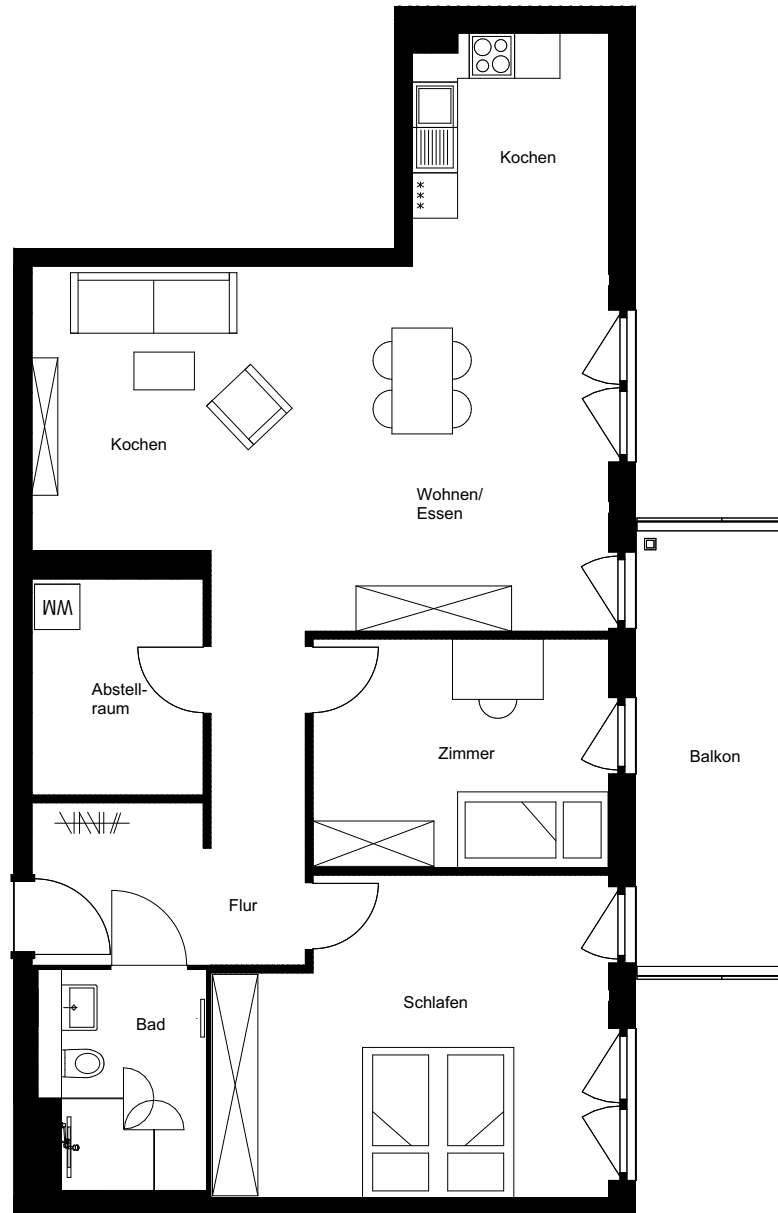 Kochen
Kochen
Wohnen/
Essen
WM
Abstell-
raum
Zimmer
Balkon
Flur
Schlafen
Bad